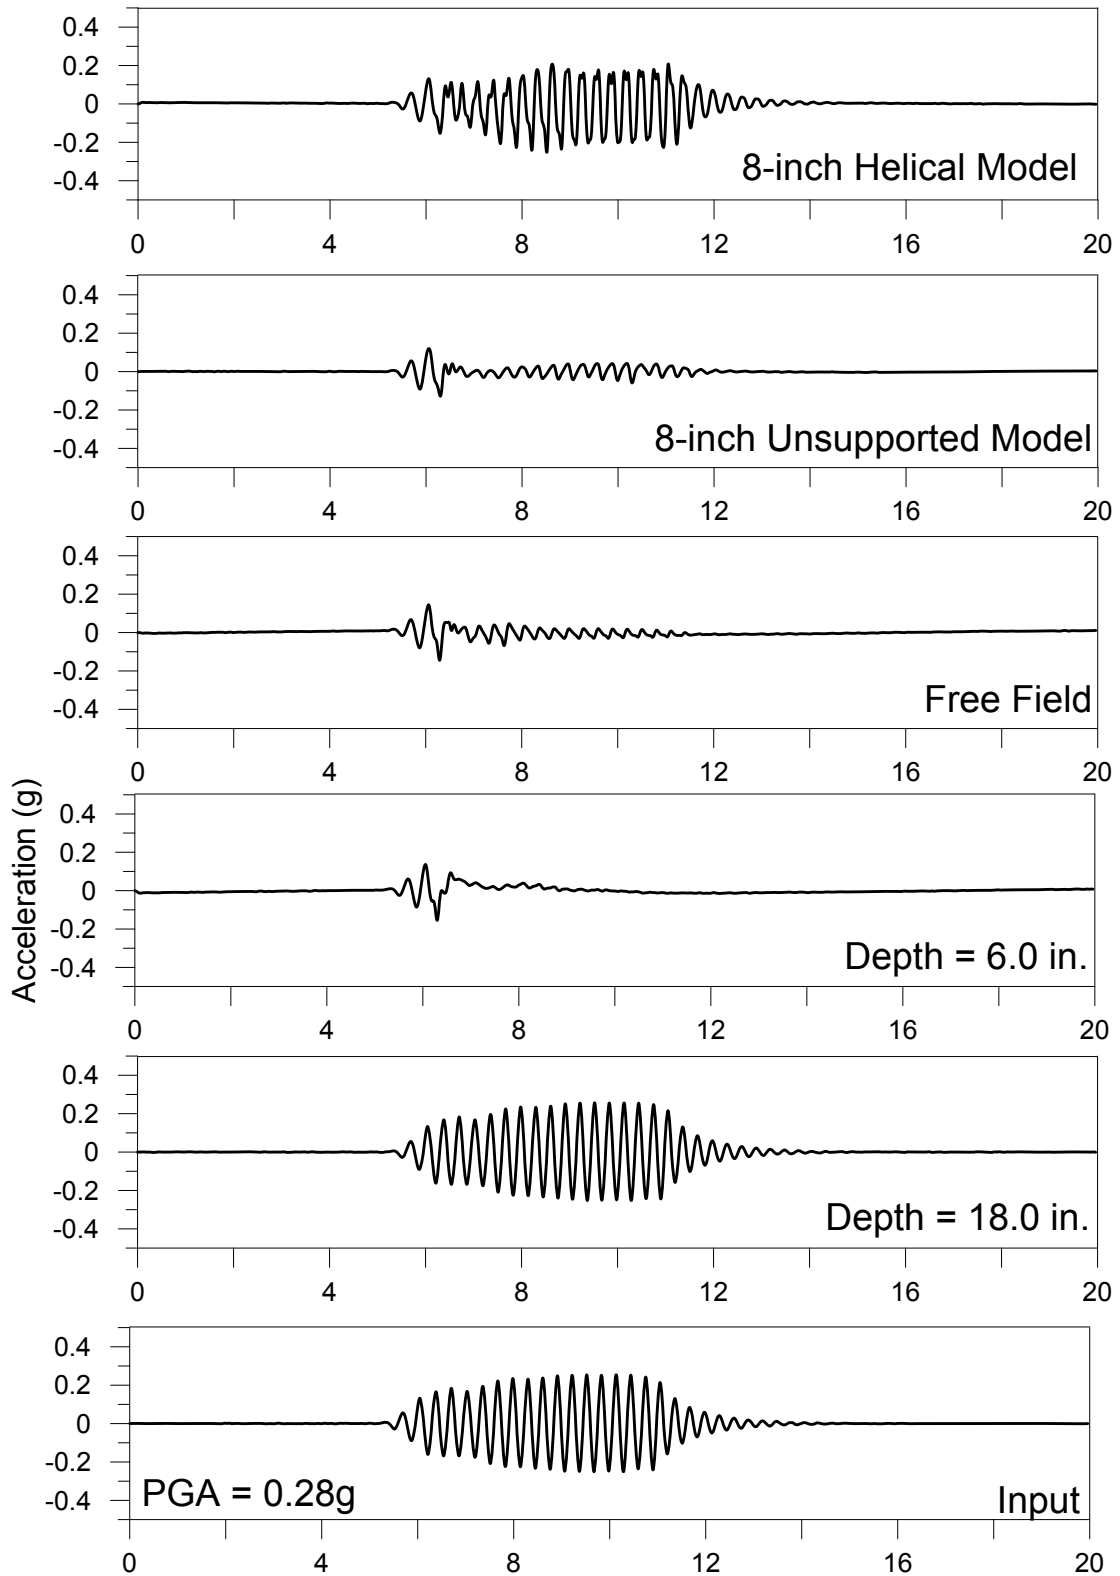 0.4
0.2
0
-0.2
-0.4
8-inch Helical Model
0 4 8 12 16 20
0.4
0.2
0
-0.2
-0.4
8-inch Unsupported Model
0 4 8 12 16 20
0.4
0.2
0
-0.2
-0.4
Free Field
0 4 8 12 16 20
Acceleration (g)
0.4
0.2
0
-0.2
-0.4
Depth = 6.0 in.
0 4 8 12 16 20
0.4
0.2
0
-0.2
-0.4
Depth = 18.0 in.
0 4 8 12 16 20
0.4
0.2
0
-0.2
-0.4
PGA = 0.28g Input
0 4 8 12 16 20